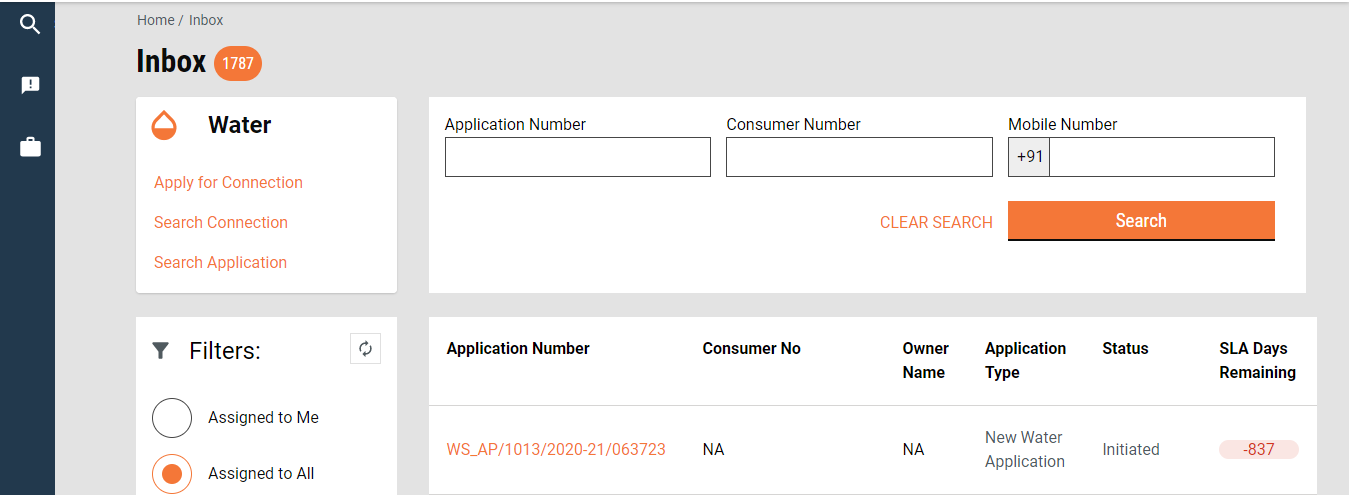 Home / Inbox
Inbox 1787
Water
Apply for Connection
Search Connection
Search Application
Application Number Consumer Number Mobile Number
+91
CLEAR SEARCH Search
Filters:
Assigned to Me
Assigned to All
Application Number Consumer No Owner Name Application Type Status SLA Days Remaining
WS_AP/1013/2020-21/063723 NA NA New Water Application Initiated -837